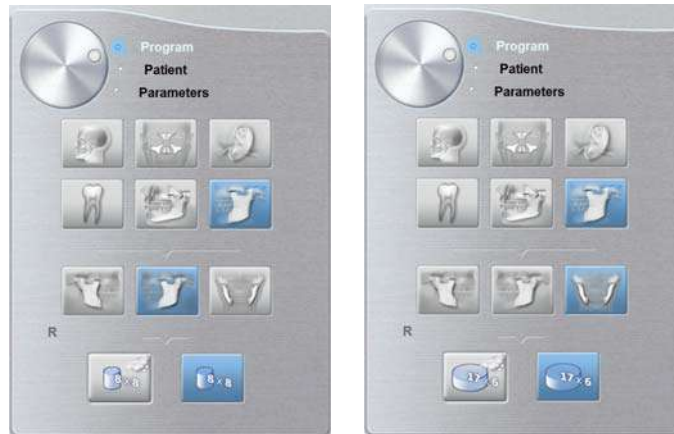 Program
Patient
Parameters
R
8 x 8
8 x 8
Program
Patient
Parameters
R
17 x 6
17 x 6